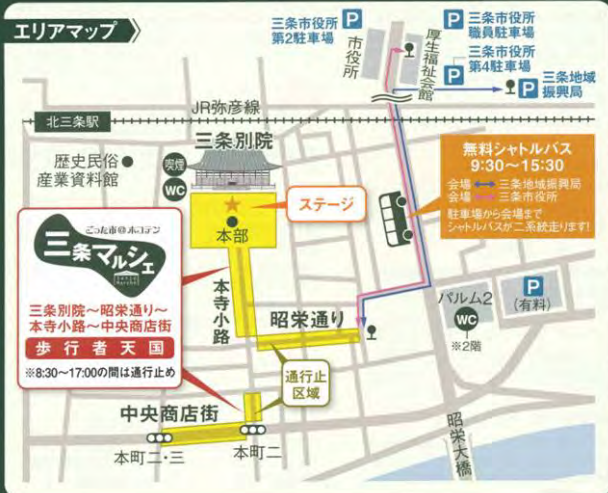 エリアマップ
三条市役所
第2駐車場
P
市役所
厚生福祉会館
P
三条市役所
職員駐車場
P
三条市役所
第4駐車場
P
三条地域
振興局
JR弥彦線
北三条駅
三条別院
歴史民俗
産業資料館
喫煙
WC
ステージ
本部
無料シャトルバス
9:30〜15:30
会場 ⟷ 三条地域振興局
会場 ⟷ 三条市役所
駐車場から会場まで
シャトルバスが二系統走ります!
ごった市@ホコテン
三条マルシェ
三条別院〜昭栄通り〜
本寺小路〜中央商店街
歩行者天国
※8:30〜17:00の間は通行止め
本寺小路
昭栄通り
パルム2
WC
※2階
P
(有料)
通行止
区域
中央商店街
本町二・三
本町二
昭栄大橋